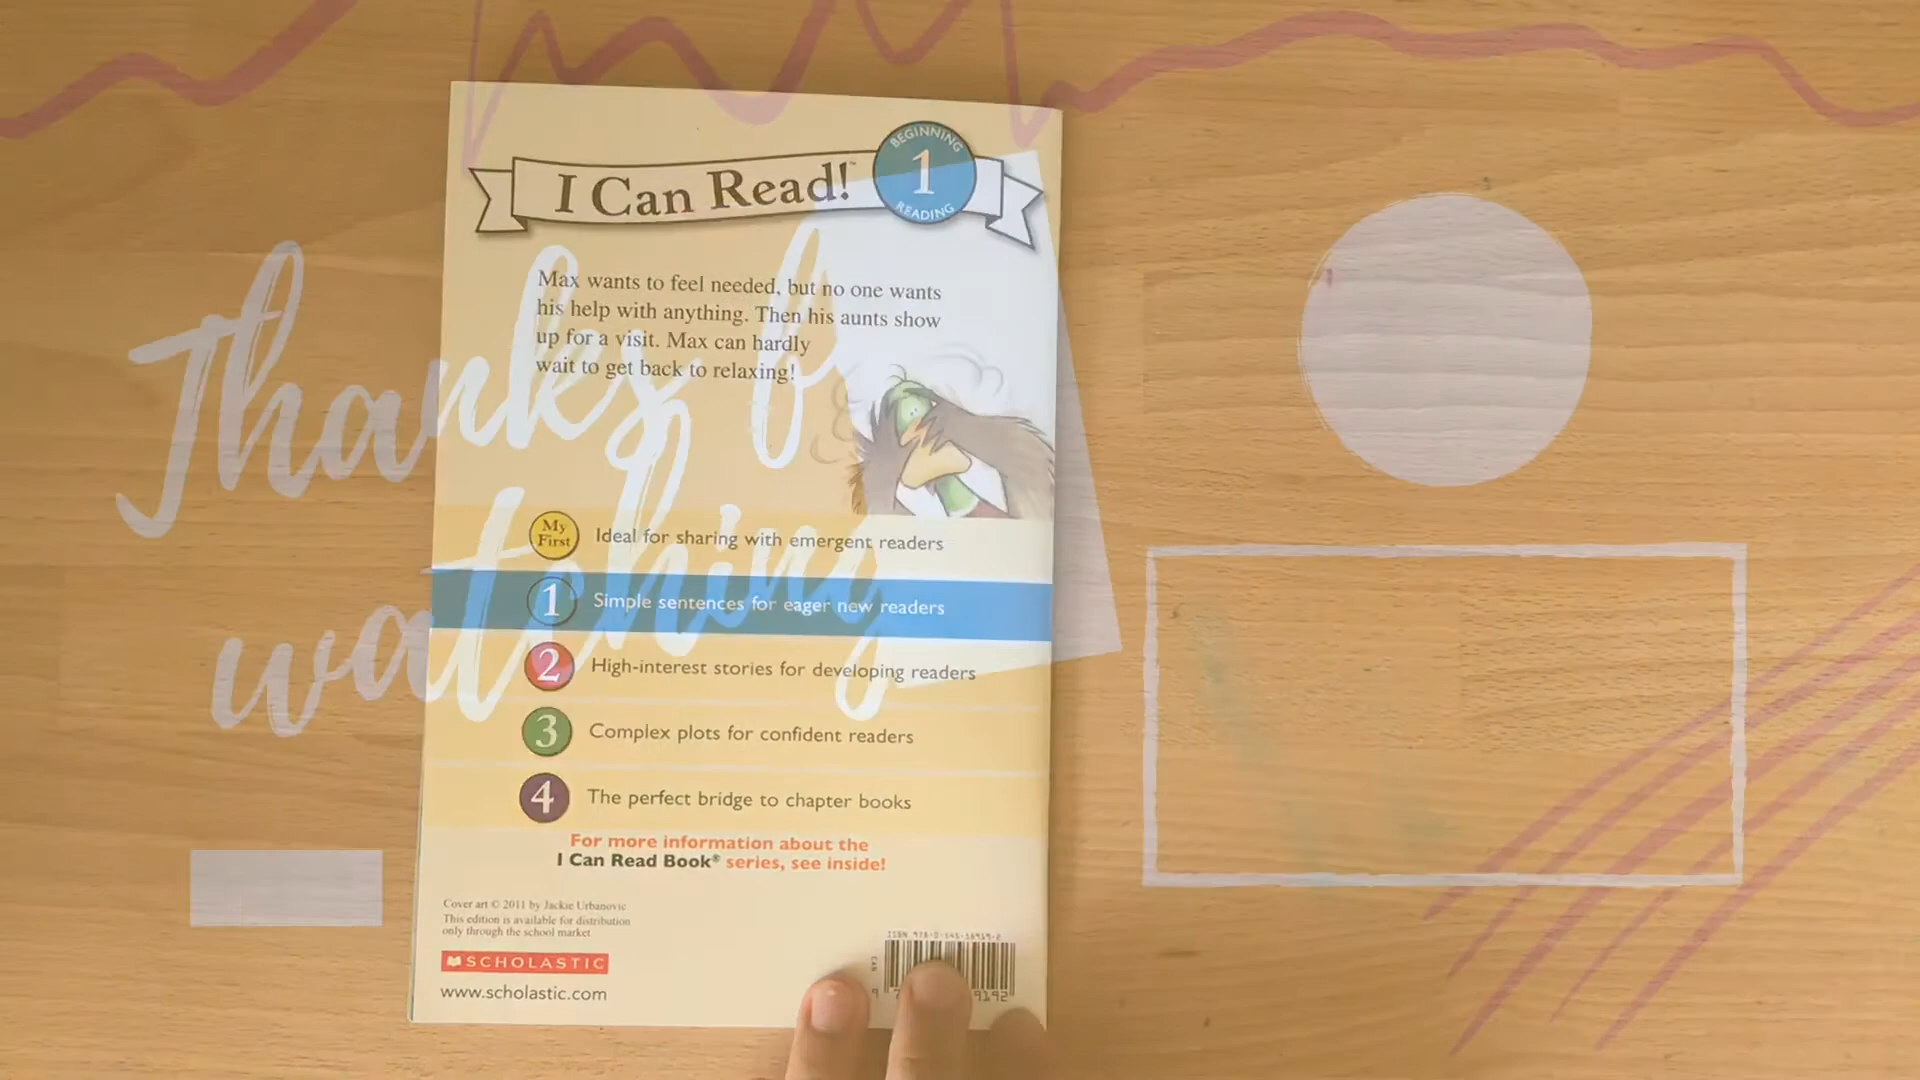 I Can Read!™
BEGINNING
1
READING
Max wants to feel needed, but no one wants
his help with anything. Then his aunts show
up for a visit. Max can hardly
wait to get back to relaxing!
Thanks f
watching
My First Ideal for sharing with emergent readers
1 Simple sentences for eager new readers
2 High-interest stories for developing readers
3 Complex plots for confident readers
4 The perfect bridge to chapter books
For more information about the
I Can Read Book® series, see inside!
Cover art © 2011 by Jackie Urbanovic
This edition is available for distribution
only through the school market
SCHOLASTIC
www.scholastic.com